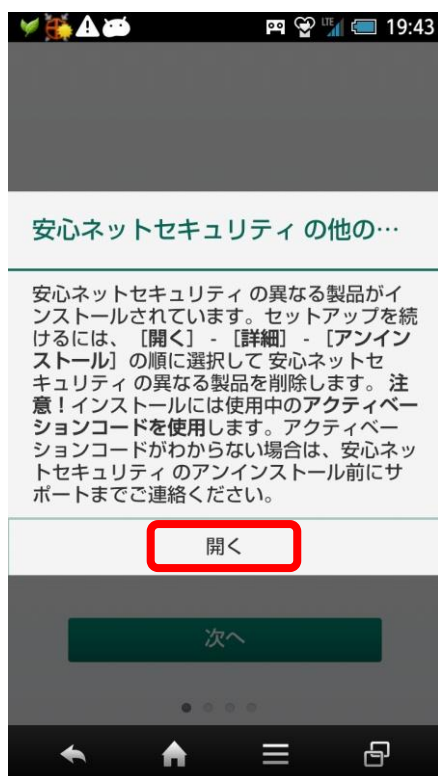 LTE 19:43
安心ネットセキュリティ の他の…
安心ネットセキュリティ の異なる製品がイ
ンストールされています。セットアップを続
けるには、［開く］-［詳細］-［アンイン
ストール］の順に選択して 安心ネットセ
キュリティ の異なる製品を削除します。 注
意！インストールには使用中のアクティベー
ションコードを使用します。アクティベー
ションコードがわからない場合は、安心ネッ
トセキュリティ のアンインストール前にサ
ポートまでご連絡ください。
開く
次へ